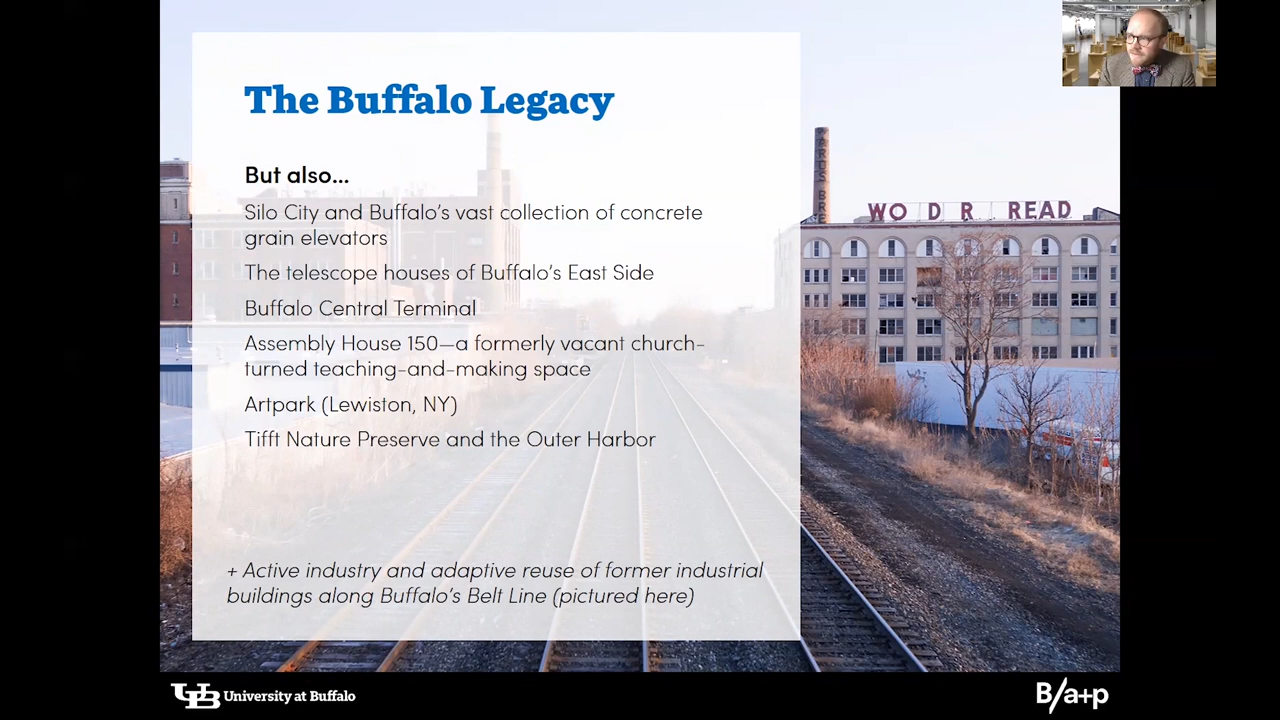 The Buffalo Legacy
But also...
Silo City and Buffalo's vast collection of concrete
grain elevators
The telescope houses of Buffalo's East Side
Buffalo Central Terminal
Assembly House 150—a formerly vacant church-
turned teaching-and-making space
Artpark (Lewiston, NY)
Tifft Nature Preserve and the Outer Harbor
+ Active industry and adaptive reuse of former industrial
buildings along Buffalo's Belt Line (pictured here)
WO D R READ
ARDS BRE
UB University at Buffalo
B/a+p